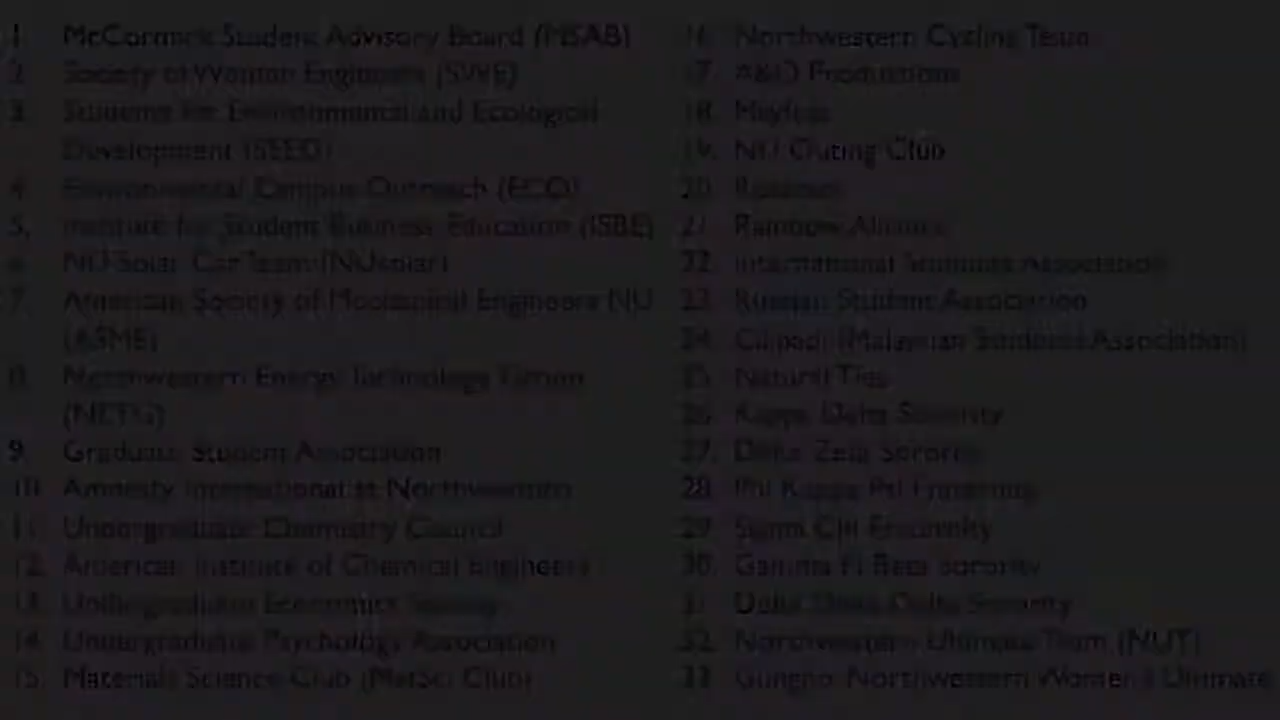 1. McCormick Student Advisory Board (MSAB)
2. Society of Women Engineers (SWE)
3. Students for Environmental and Ecological
Development (SEED)
4. Environmental Campus Outreach (ECO)
5. Institute for Student Business Education (ISBE)
6. NU Solar Car Team (NUsolar)
7. American Society of Mechanical Engineers NU
(ASME)
8. Northwestern Energy Technology Group
(NETG)
9. Graduate Student Association
10. Amnesty International at Northwestern
11. Undergraduate Chemistry Council
12. American Institute of Chemical Engineers
13. Undergraduate Economics Society
14. Undergraduate Psychology Association
15. Materials Science Club (MatSci Club)
16. Northwestern Cycling Team
17. A&O Productions
18. Mayfest
19. NU Outing Club
20.
21. Rainbow Alliance
22. International Students Association
23. Russian Student Association
24. (Malaysian Students Association)
25. Natural Ties
26. Kappa Delta Sorority
27. Delta Zeta Sorority
28. Phi Kappa Psi Fraternity
29. Sigma Chi Fraternity
30. Gamma Pi Beta Sorority
31. Delta Delta Delta Sorority
32. Northwestern Ultimate Team (NUT)
33. Gungho: Northwestern Women's Ultimate